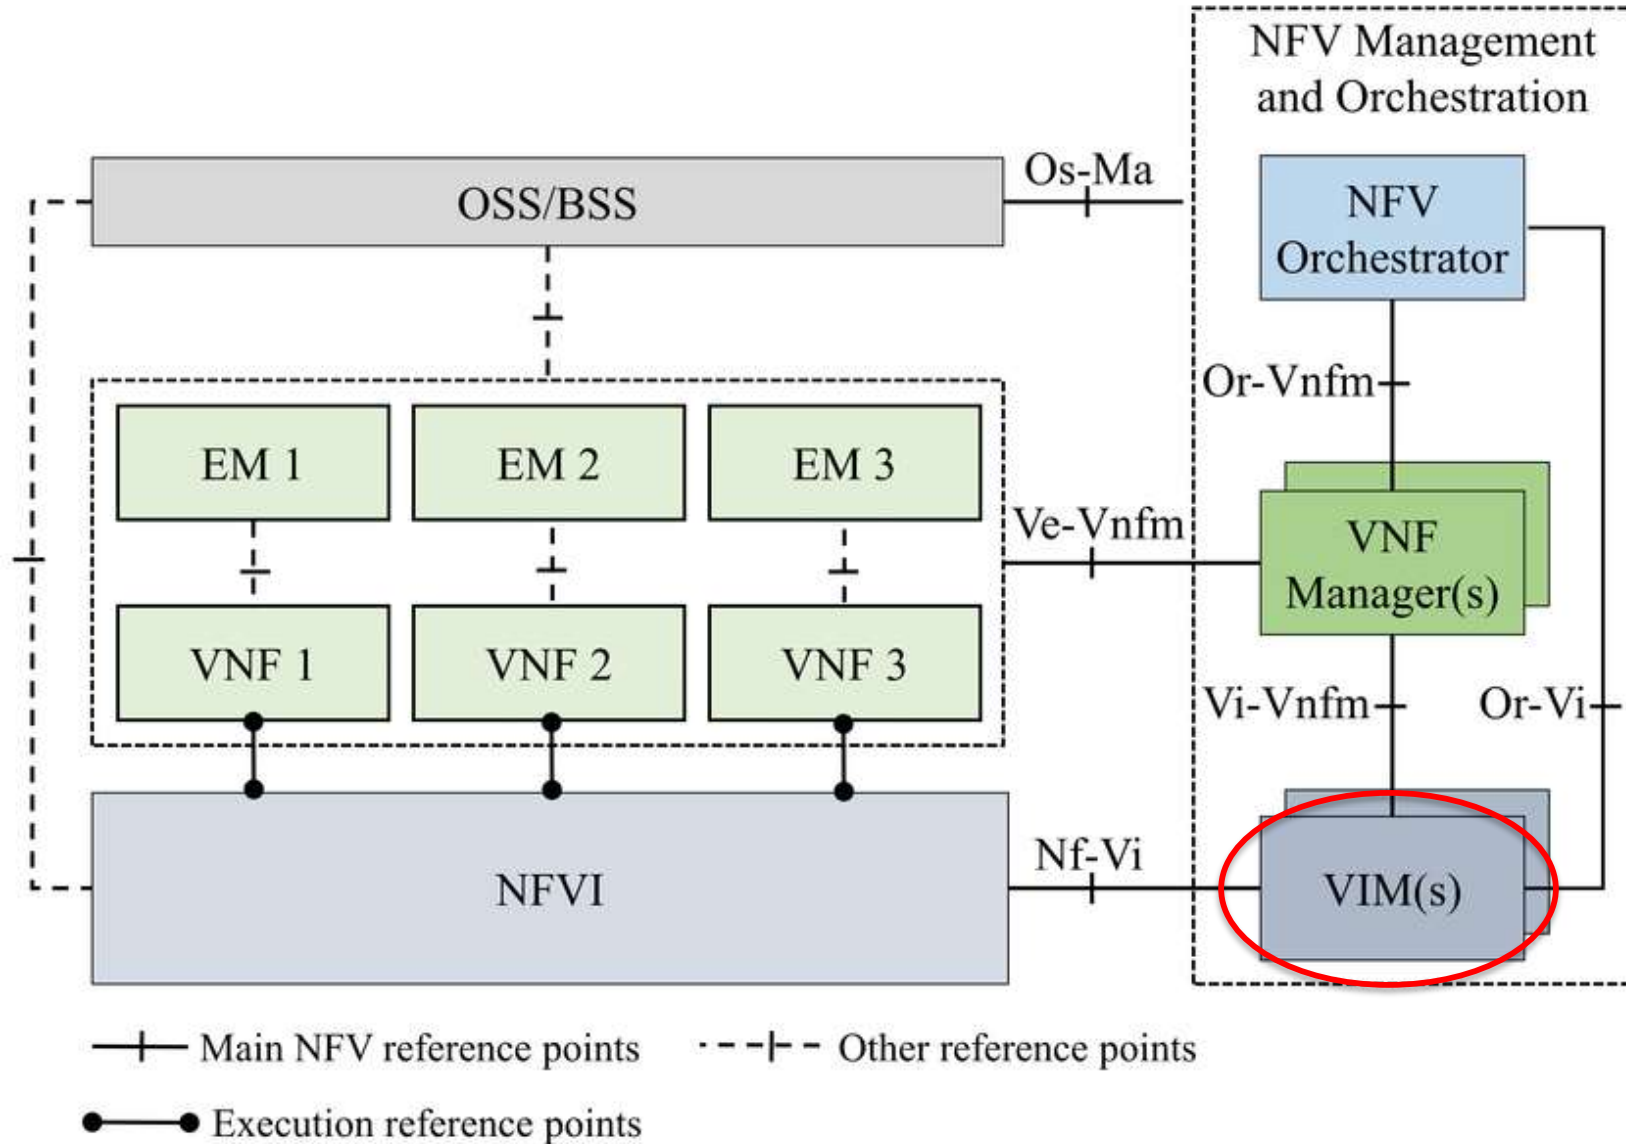 NFV Management
and Orchestration
Os-Ma
OSS/BSS
NFV
Orchestrator
Or-Vnfm
EM 1
EM 2
EM 3
Ve-Vnfm
VNF
Manager(s)
VNF 1
VNF 2
VNF 3
Vi-Vnfm
Or-Vi
NFVI
Nf-Vi
VIM(s)
Main NFV reference points
Other reference points
Execution reference points